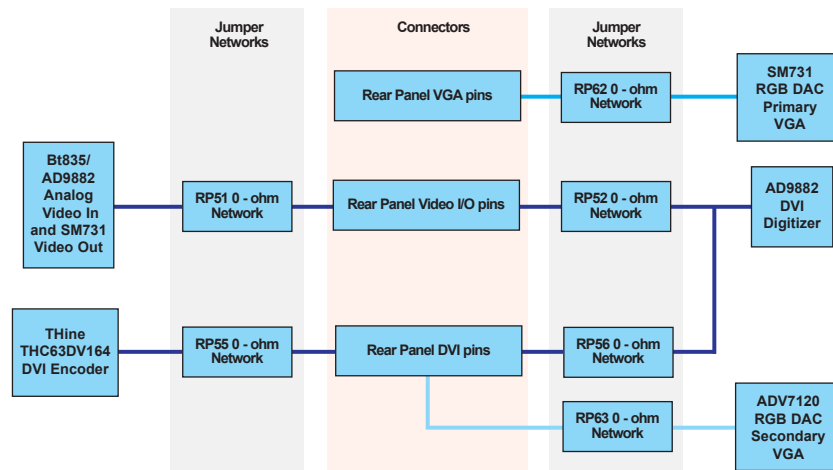 Jumper
Networks
Connectors
Jumper
Networks
Rear Panel VGA pins
RP62 0 - ohm
Network
SM731
RGB DAC
Primary
VGA
Bt835/
AD9882
Analog
Video In
and SM731
Video Out
RP51 0 - ohm
Network
Rear Panel Video I/O pins
RP52 0 - ohm
Network
AD9882
DVI
Digitizer
THine
THC63DV164
DVI Encoder
RP55 0 - ohm
Network
Rear Panel DVI pins
RP56 0 - ohm
Network
RP63 0 - ohm
Network
ADV7120
RGB DAC
Secondary
VGA